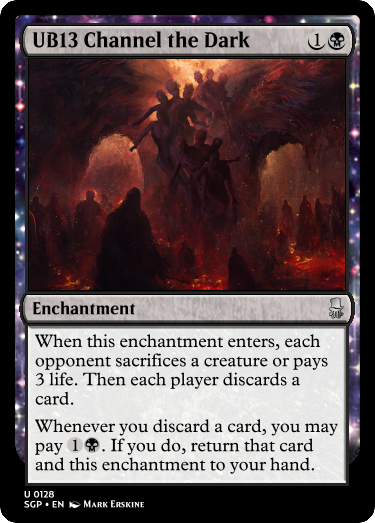 UB13 Channel the Dark 1
Enchantment
When this enchantment enters, each
opponent sacrifices a creature or pays
3 life. Then each player discards a
card.
Whenever you discard a card, you may
pay 1. If you do, return that card
and this enchantment to your hand.
U 0128
SGP • EN Mark Erskine